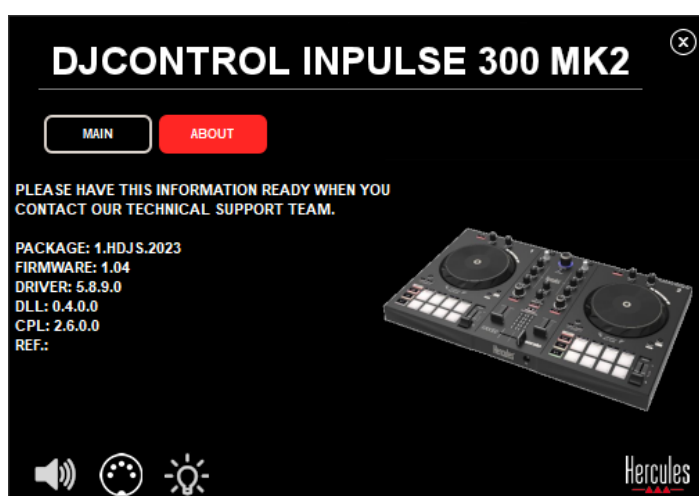 DJCONTROL INPULSE 300 MK2
MAIN
ABOUT
PLEASE HAVE THIS INFORMATION READY WHEN YOU
CONTACT OUR TECHNICAL SUPPORT TEAM.
PACKAGE: 1.HDJS.2023
FIRMWARE: 1.04
DRIVER: 5.8.9.0
DLL: 0.4.0.0
CPL: 2.6.0.0
REF.:
Hercules